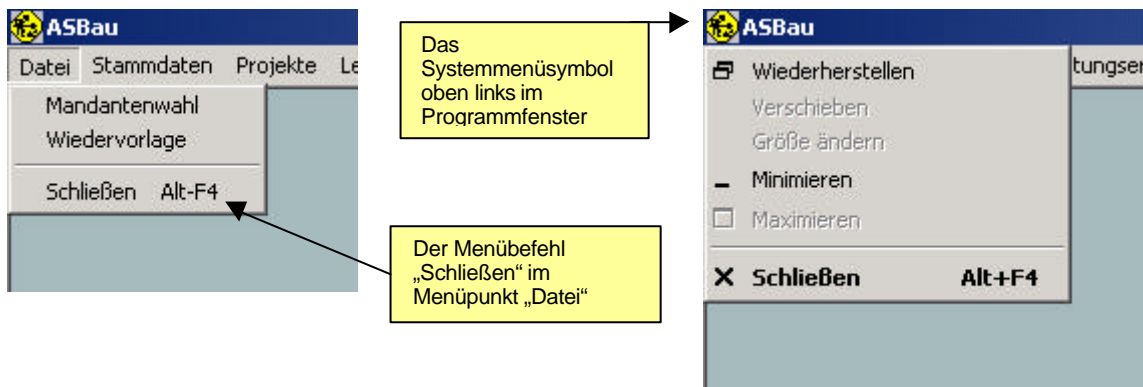 ASBau
Datei Stammdaten Projekte Le
Mandantenwahl
Wiedervorlage
Schließen Alt-F4
Das
Systemmenüsymbol
oben links im
Programmfenster
Der Menübefehl
„Schließen“ im
Menüpunkt „Datei“
ASBau
tungser
Wiederherstellen
Verschieben
Größe ändern
Minimieren
Maximieren
Schließen Alt+F4